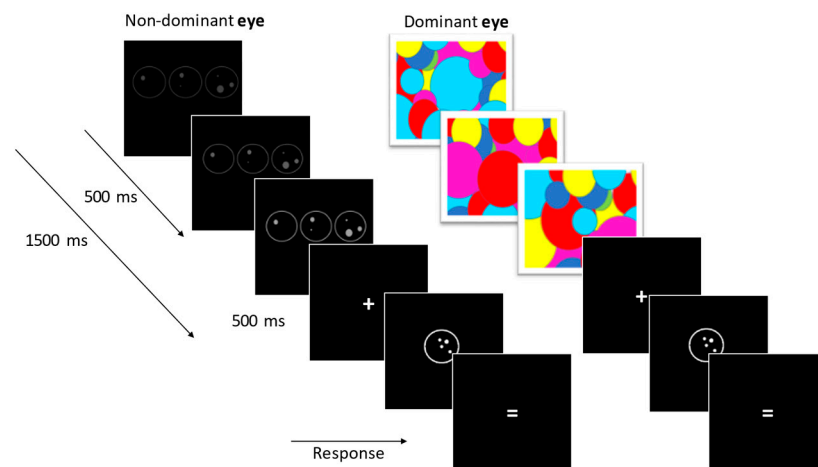 Non-dominant eye
Dominant eye
500 ms
1500 ms
500 ms
+
+
=
=
Response